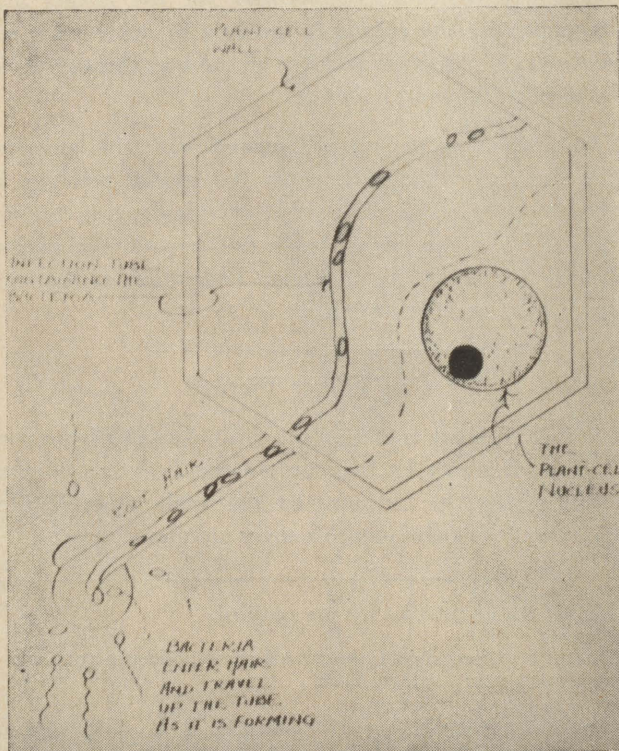 PLANT-CELL
WALL
INFECTION TUBE
CONTAINING THE
BACTERIA
ROOT HAIR
THE
PLANT-CELL
NUCLEUS
BACTERIA
ENTER HAIR
AND TRAVEL
UP THE TUBE
AS IT IS FORMING